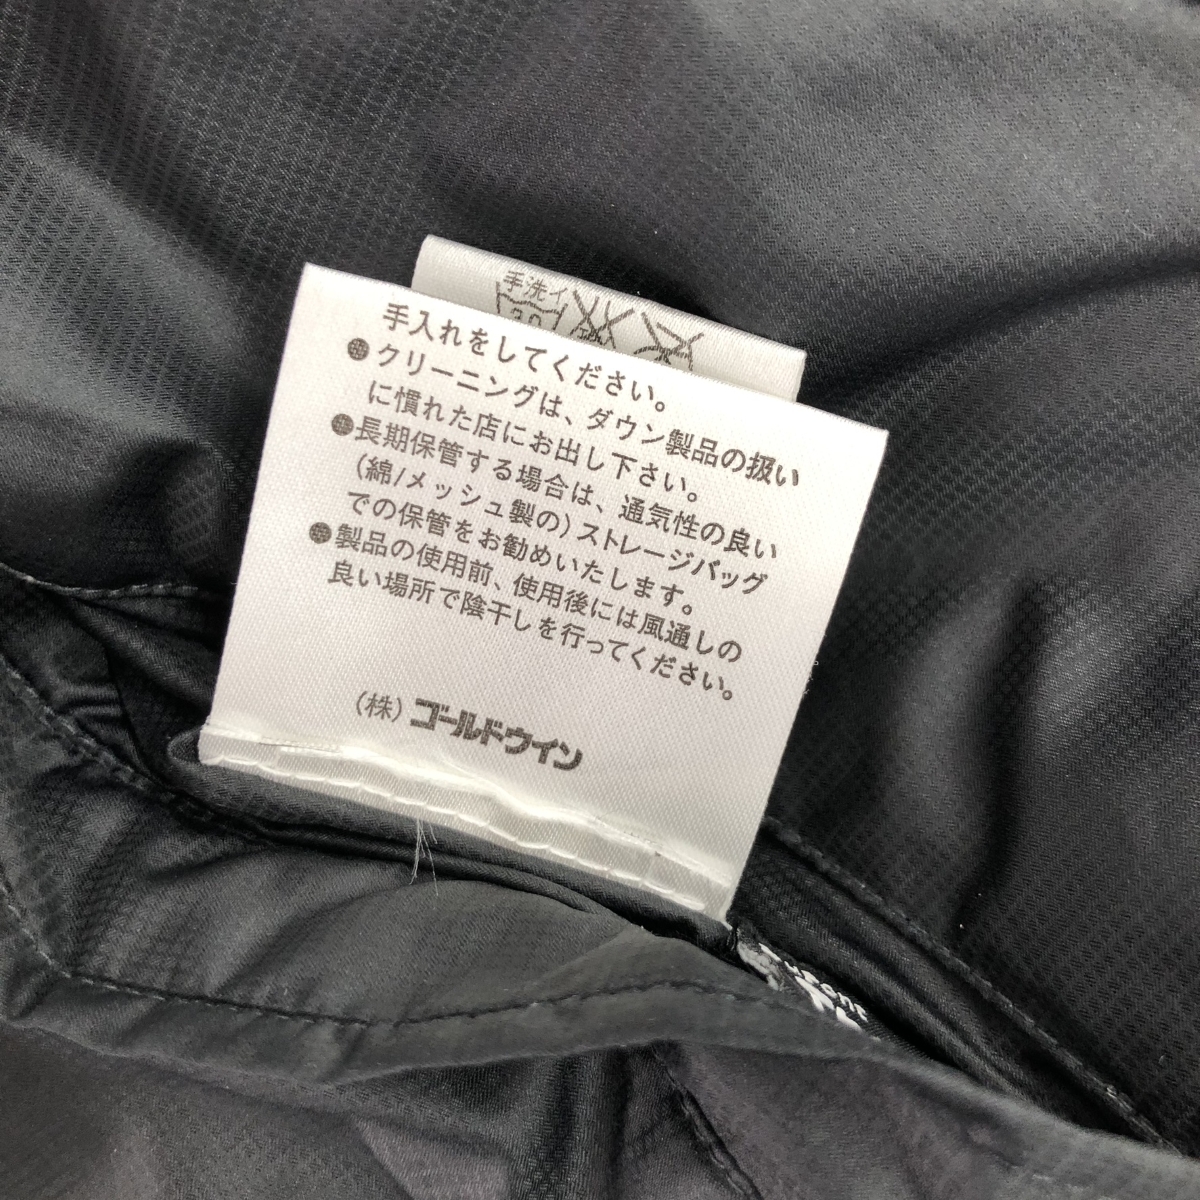 手洗イ
30
手入れをしてください。
●クリーニングは、ダウン製品の扱い
に慣れた店にお出し下さい。
●長期保管する場合は、通気性の良い
(綿/メッシュ製の)ストレージバッグ
での保管をお勧めいたします。
●製品の使用前、使用後には風通しの
良い場所で陰干しを行ってください。
(株)ゴールドウイン